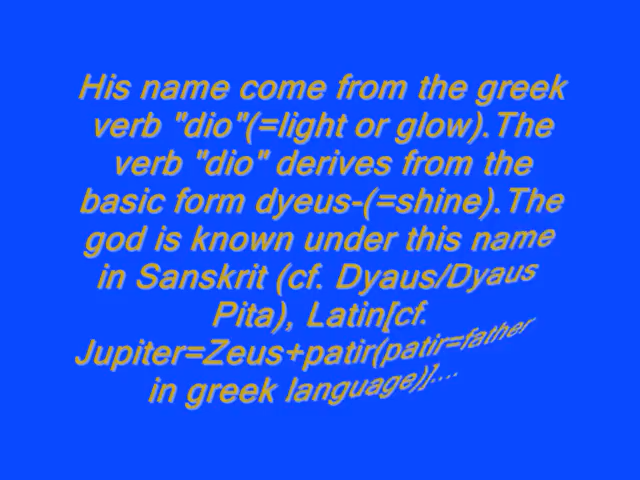 His name come from the greek
verb "dio"(=light or glow).The
verb "dio" derives from the
basic form dyeus-(=shine).The
god is known under this name
in Sanskrit (cf. Dyaus/Dyaus
Pita), Latin[cf.
Jupiter=Zeus+patir(patir=father
in greek language)]....